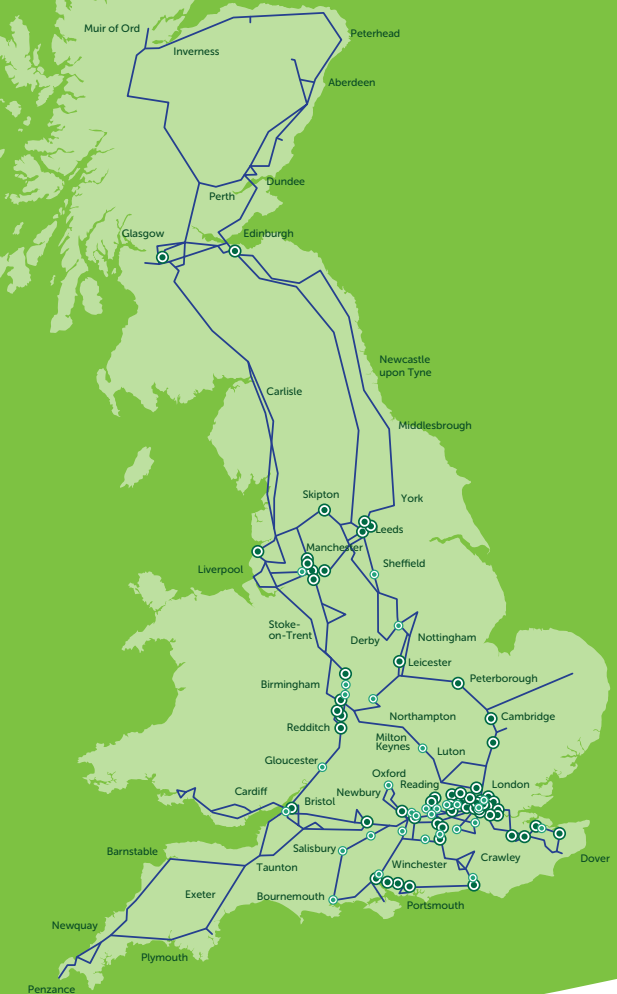 Muir of Ord
Peterhead
Inverness
Aberdeen
Dundee
Perth
Glasgow
Edinburgh
Newcastle
upon Tyne
Carlisle
Middlesbrough
Skipton
York
Leeds
Manchester
Liverpool
Sheffield
Stoke-
on-Trent
Derby
Nottingham
Leicester
Peterborough
Birmingham
Northampton
Cambridge
Redditch
Milton
Keynes
Luton
Gloucester
Oxford
Reading
London
Cardiff
Newbury
Bristol
Salisbury
Barnstable
Taunton
Winchester
Crawley
Dover
Exeter
Bournemouth
Portsmouth
Newquay
Plymouth
Penzance